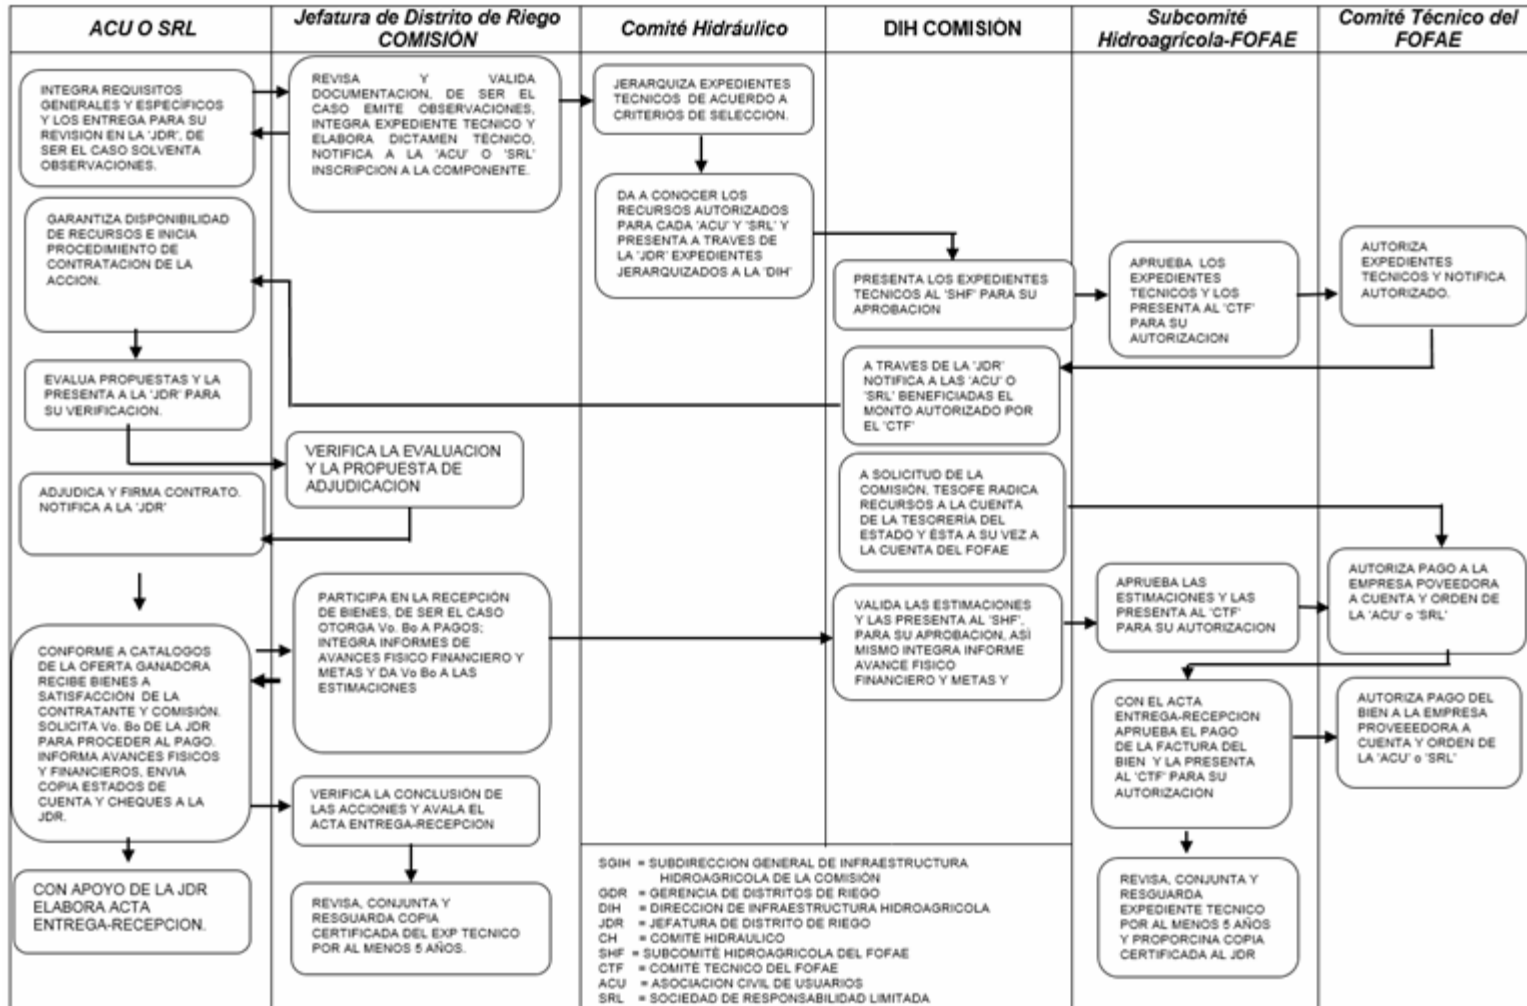 ACU O SRL
Jefatura de Distrito de Riego
COMISIÓN
Comité Hidráulico
DIH COMISIÓN
Subcomité
Hidroagrícola-FOFAE
Comité Técnico del
FOFAE
INTEGRA REQUISITOS
GENERALES Y ESPECÍFICOS
Y LOS ENTREGA PARA SU
REVISION EN LA 'JDR', DE
SER EL CASO SOLVENTA
OBSERVACIONES.
REVISA Y VALIDA
DOCUMENTACION, DE SER EL
CASO EMITE OBSERVACIONES,
INTEGRA EXPEDIENTE TECNICO Y
ELABORA DICTAMEN TECNICO,
NOTIFICA A LA 'ACU' O 'SRL'
INSCRIPCION A LA COMPONENTE.
JERARQUIZA EXPEDIENTES
TECNICOS DE ACUERDO A
CRITERIOS DE SELECCION.
DA A CONOCER LOS
RECURSOS AUTORIZADOS
PARA CADA 'ACU' Y 'SRL' Y
PRESENTA A TRAVES DE
LA 'JDR' EXPEDIENTES
JERARQUIZADOS A LA 'DIH'
PRESENTA LOS EXPEDIENTES
TECNICOS AL 'SHF' PARA SU
APROBACION
APRUEBA LOS
EXPEDIENTES
TECNICOS Y LOS
PRESENTA AL 'CTF'
PARA SU
AUTORIZACION
AUTORIZA
EXPEDIENTES
TECNICOS Y NOTIFICA
AUTORIZADO.
A TRAVES DE LA 'JDR'
NOTIFICA A LAS 'ACU' O
'SRL' BENEFICIADAS EL
MONTO AUTORIZADO POR
EL 'CTF'
GARANTIZA DISPONIBILIDAD
DE RECURSOS E INICIA
PROCEDIMIENTO DE
CONTRATACION DE LA
ACCION.
EVALUA PROPUESTAS Y LA
PRESENTA A LA 'JDR' PARA
SU VERIFICACION.
VERIFICA LA EVALUACION
Y LA PROPUESTA DE
ADJUDICACION
ADJUDICA Y FIRMA CONTRATO.
NOTIFICA A LA 'JDR'
A SOLICITUD DE LA
COMISIÓN, TESOFE RADICA
RECURSOS A LA CUENTA
DE LA TESORERÍA DEL
ESTADO Y ÉSTA A SU VEZ A
LA CUENTA DEL FOFAE
CONFORME A CATALOGOS
DE LA OFERTA GANADORA
RECIBE BIENES A
SATISFACCIÓN DE LA
CONTRATANTE Y COMISIÓN.
SOLICITA Vo. Bo DE LA JDR
PARA PROCEDER AL PAGO.
INFORMA AVANCES FISICOS
Y FINANCIEROS, ENVIA
COPIA ESTADOS DE
CUENTA Y CHEQUES A LA
JDR.
PARTICIPA EN LA RECEPCIÓN
DE BIENES, DE SER EL CASO
OTORGA Vo. Bo A PAGOS;
INTEGRA INFORMES DE
AVANCES FISICO FINANCIERO Y
METAS Y DA Vo Bo A LAS
ESTIMACIONES
VALIDA LAS ESTIMACIONES
Y LAS PRESENTA AL 'SHF',
PARA SU APROBACION, ASÍ
MISMO INTEGRA INFORME
AVANCE FISICO
FINANCIERO Y METAS Y
APRUEBA LAS
ESTIMACIONES Y LAS
PRESENTA AL 'CTF'
PARA SU AUTORIZACION
AUTORIZA PAGO A LA
EMPRESA POVEEDORA
A CUENTA Y ORDEN DE
LA 'ACU' o 'SRL'
CON EL ACTA
ENTREGA-RECEPCION
APRUEBA EL PAGO
DE LA FACTURA DEL
BIEN Y LA PRESENTA
AL 'CTF' PARA SU
AUTORIZACION
AUTORIZA PAGO DEL
BIEN A LA EMPRESA
PROVEEEDORA A
CUENTA Y ORDEN DE
LA 'ACU' o 'SRL'
VERIFICA LA CONCLUSIÓN DE
LAS ACCIONES Y AVALA EL
ACTA ENTREGA-RECEPCION
CON APOYO DE LA JDR
ELABORA ACTA
ENTREGA-RECEPCION.
REVISA, CONJUNTA Y
RESGUARDA COPIA
CERTIFICADA DEL EXP TECNICO
POR AL MENOS 5 AÑOS.
REVISA, CONJUNTA Y
RESGUARDA
EXPEDIENTE TECNICO
POR AL MENOS 5 AÑOS
Y PROPORCINA COPIA
CERTIFICADA AL JDR
SGIH = SUBDIRECCION GENERAL DE INFRAESTRUCTURA
HIDROAGRICOLA DE LA COMISIÓN
GDR = GERENCIA DE DISTRITOS DE RIEGO
DIH = DIRECCION DE INFRAESTRUCTURA HIDROAGRICOLA
JDR = JEFATURA DE DISTRITO DE RIEGO
CH = COMITÉ HIDRAULICO
SHF = SUBCOMITÉ HIDROAGRICOLA DEL FOFAE
CTF = COMITÉ TECNICO DEL FOFAE
ACU = ASOCIACION CIVIL DE USUARIOS
SRL = SOCIEDAD DE RESPONSABILIDAD LIMITADA